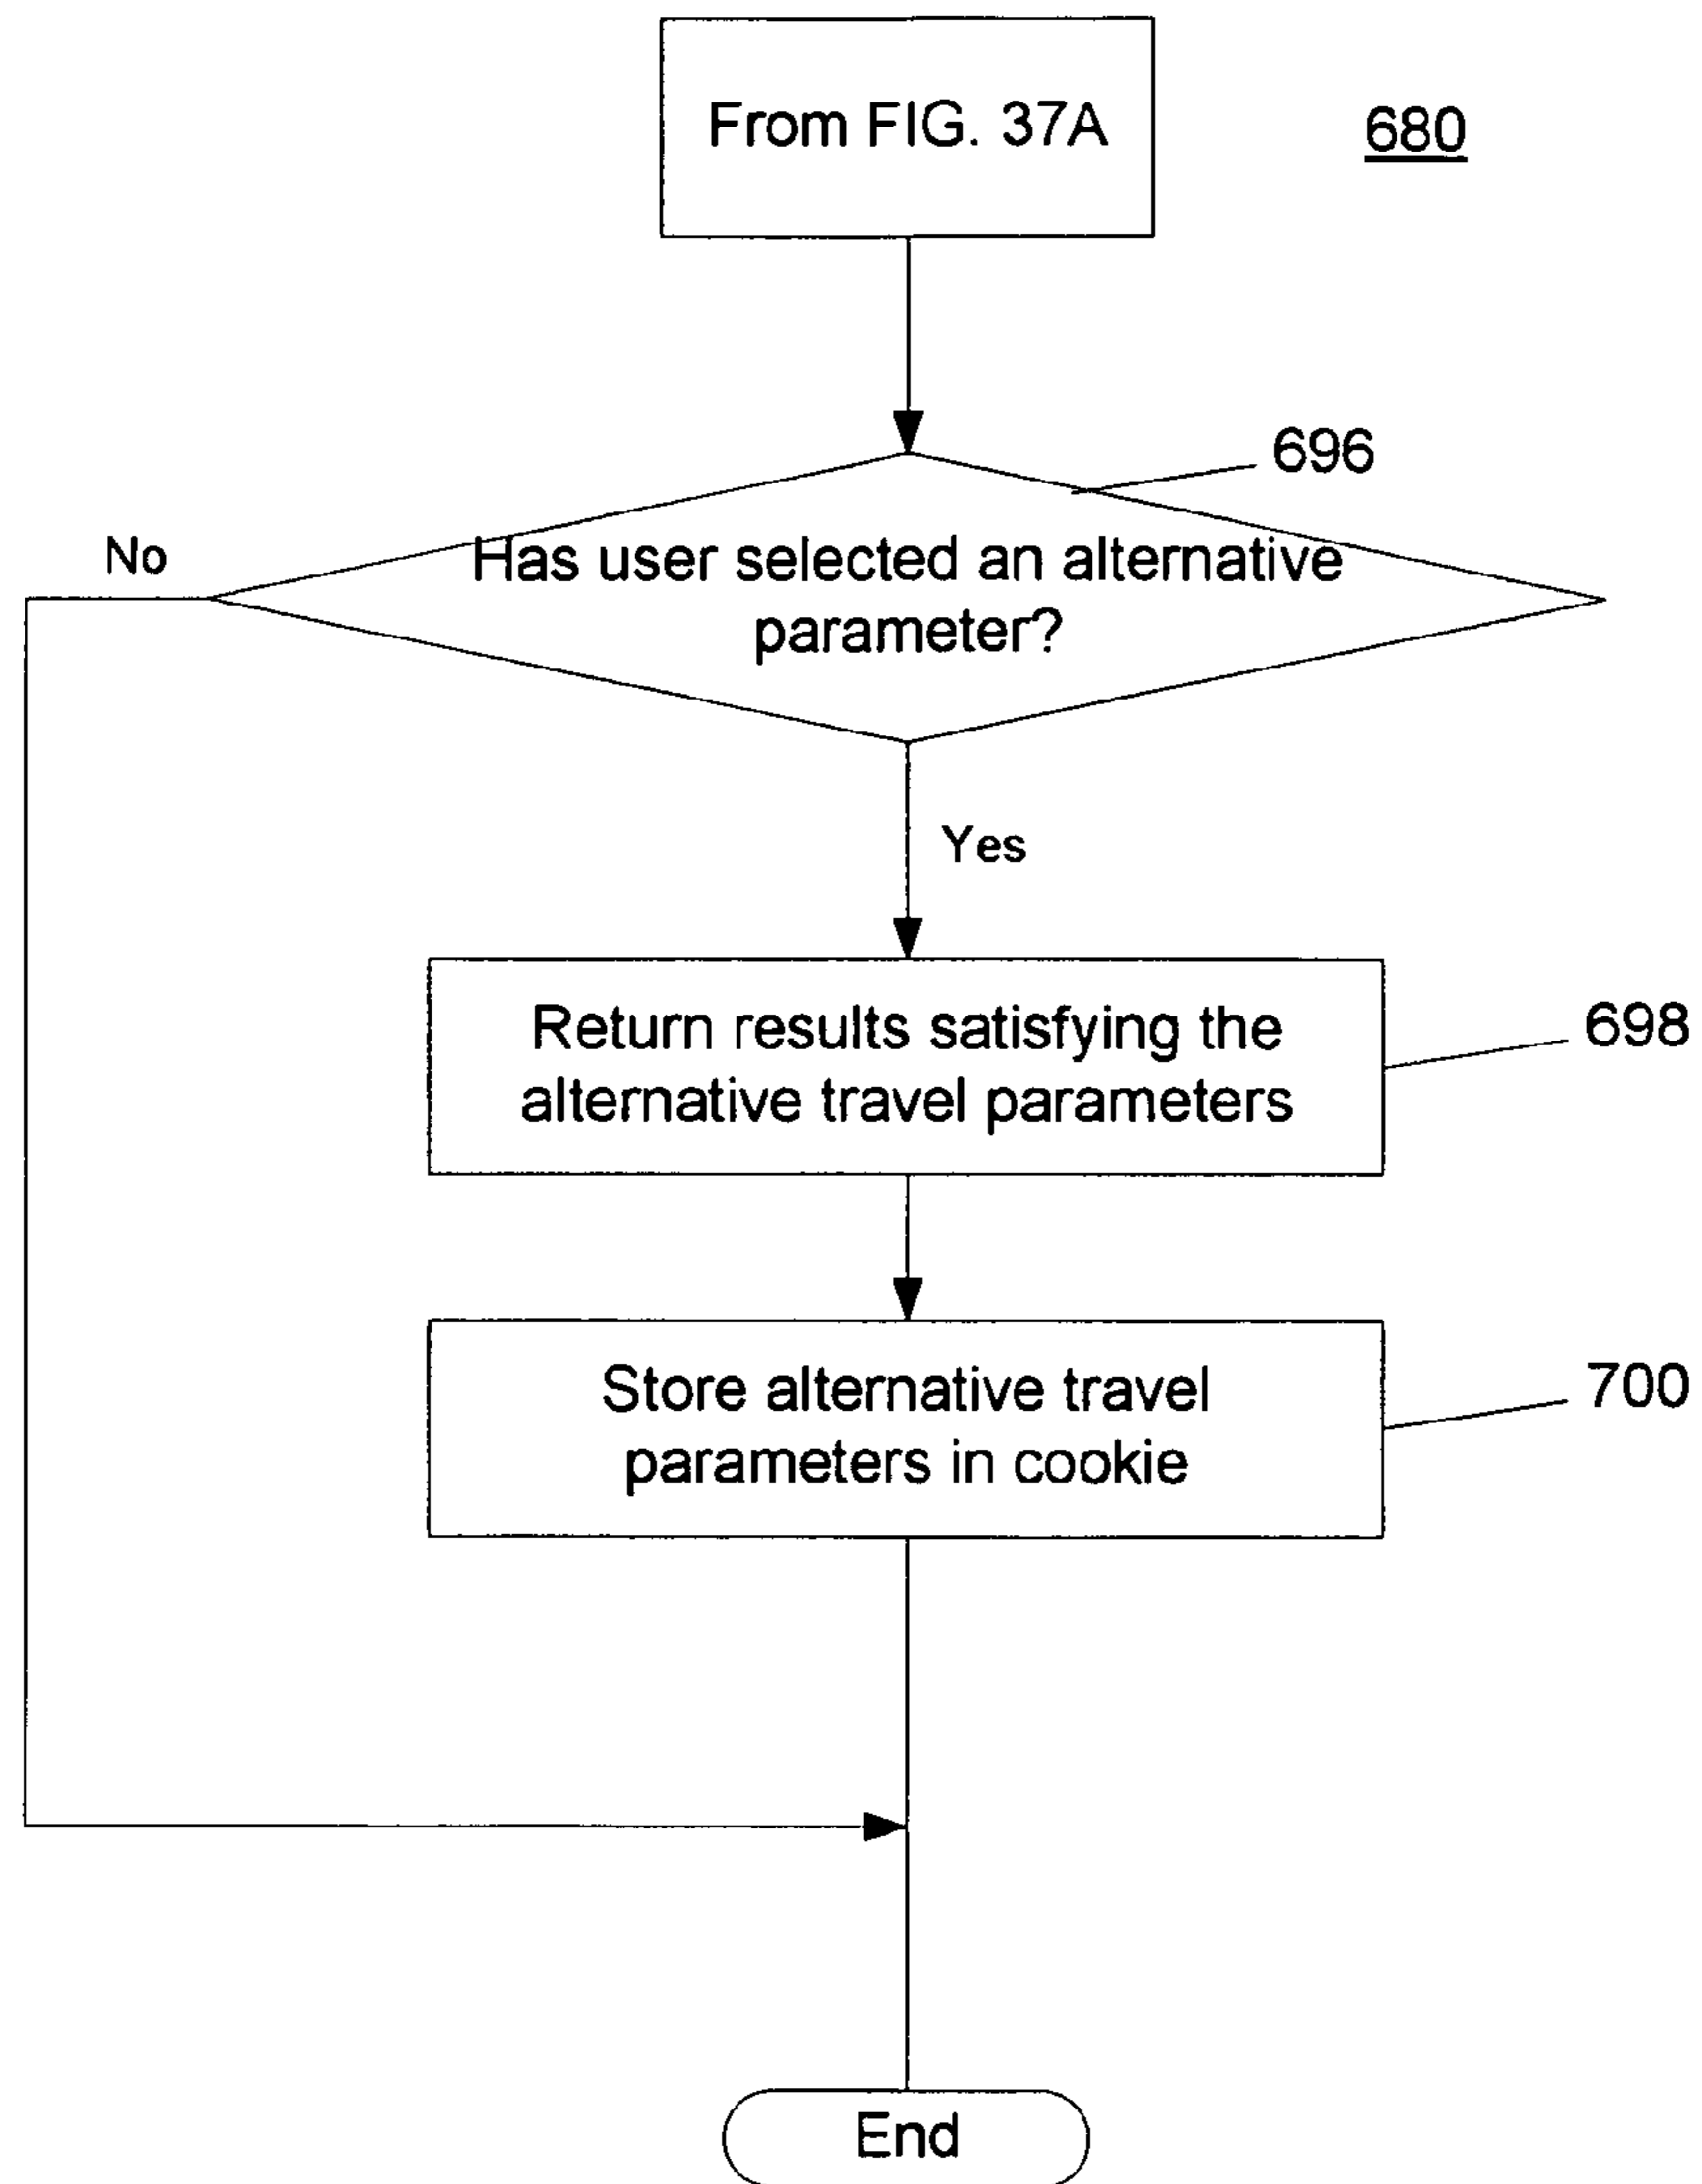 From FIG. 37A
680
696
No
Has user selected an alternative
parameter?
Yes
Return results satisfying the
alternative travel parameters
698
Store alternative travel
parameters in cookie
700
End